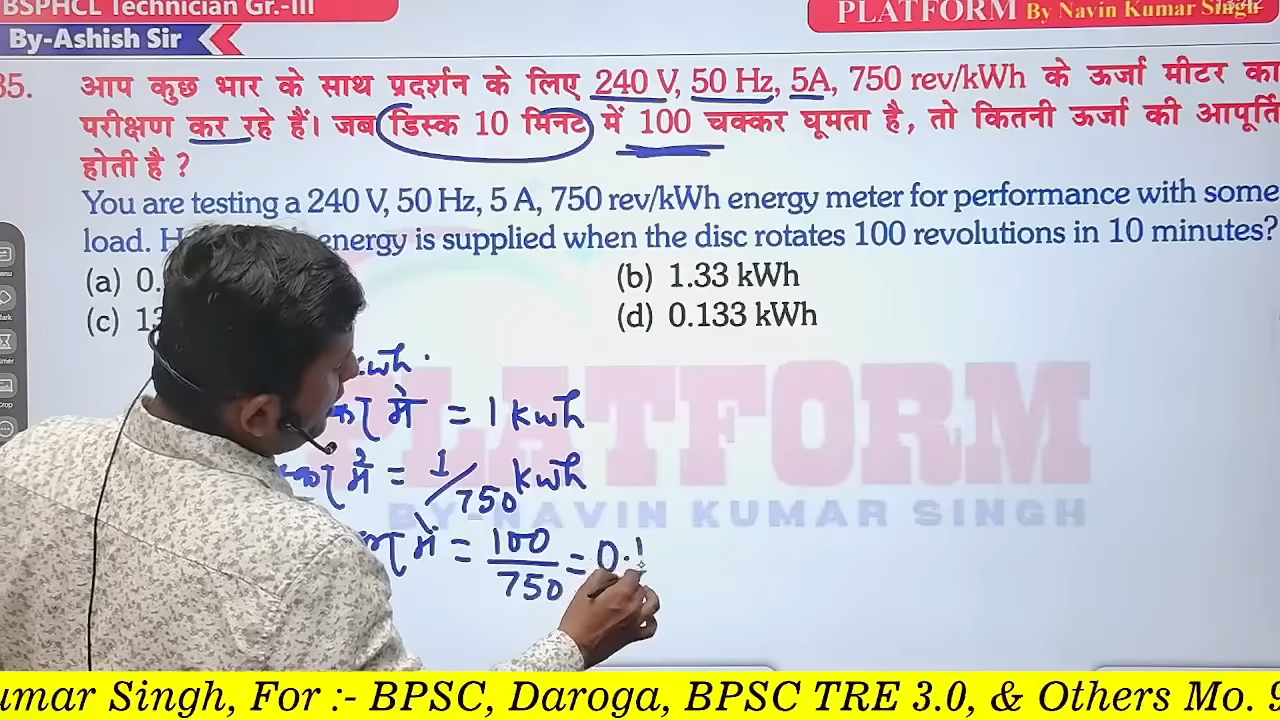 BSPHCL Technician Gr.-III
PLATFORM By Navin Kumar Singh
By-Ashish Sir
35. आप कुछ भार के साथ प्रदर्शन के लिए 240 V, 50 Hz, 5A, 750 rev/kWh के ऊर्जा मीटर का
परीक्षण कर रहे हैं। जब डिस्क 10 मिनट में 100 चक्कर घूमता है, तो कितनी ऊर्जा की आपूर्ति
होती है ?
You are testing a 240 V, 50 Hz, 5 A, 750 rev/kWh energy meter for performance with some
load. energy is supplied when the disc rotates 100 revolutions in 10 minutes?
(a) 0. (b) 1.33 kWh
(c) 13 (d) 0.133 kWh
kwh
में = 1 kwh
में = 1/750 kwh
में = 100/750 = 0.1
PLATFORM
BY-NAVIN KUMAR SINGH
umar Singh, For :- BPSC, Daroga, BPSC TRE 3.0, & Others Mo. 9